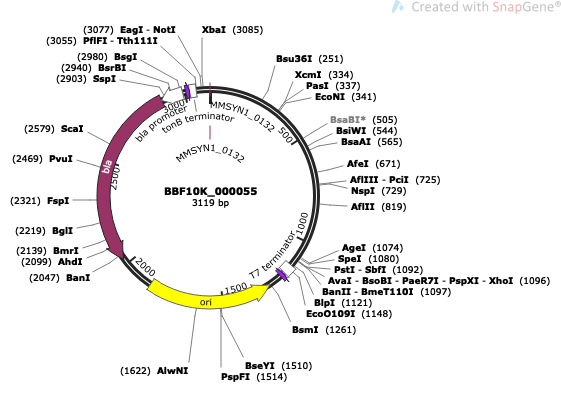 Created with SnapGene®
(3077) EagI - NotI
XbaI (3085)
(3055) PflFI - Tth111I
(2980) BsgI
(2940) BsrBI
(2903) SspI
Bsu36I (251)
XcmI (334)
PasI (337)
EcoNI (341)
BsaBI* (505)
BsiWI (544)
BsaAI (565)
AfeI (671)
AflIII - PciI (725)
NspI (729)
AflII (819)
AgeI (1074)
SpeI (1080)
PstI - SbfI (1092)
AvaI - BsoBI - PaeR7I - PspXI - XhoI (1096)
BanII - BmeT110I (1097)
BlpI (1121)
EcoO109I (1148)
BsmI (1261)
BseYI (1510)
PspFI (1514)
(1622) AlwNI
(2047) BanI
(2099) AhdI
(2139) BmrI
(2219) BglI
(2321) FspI
(2469) PvuI
(2579) ScaI
3000
bla promoter
tonB terminator
MMSYN1_0132
MMSYN1_0132
500
1000
T7 terminator
1500
ori
2000
2500
bla
BBF10K_000055
3119 bp